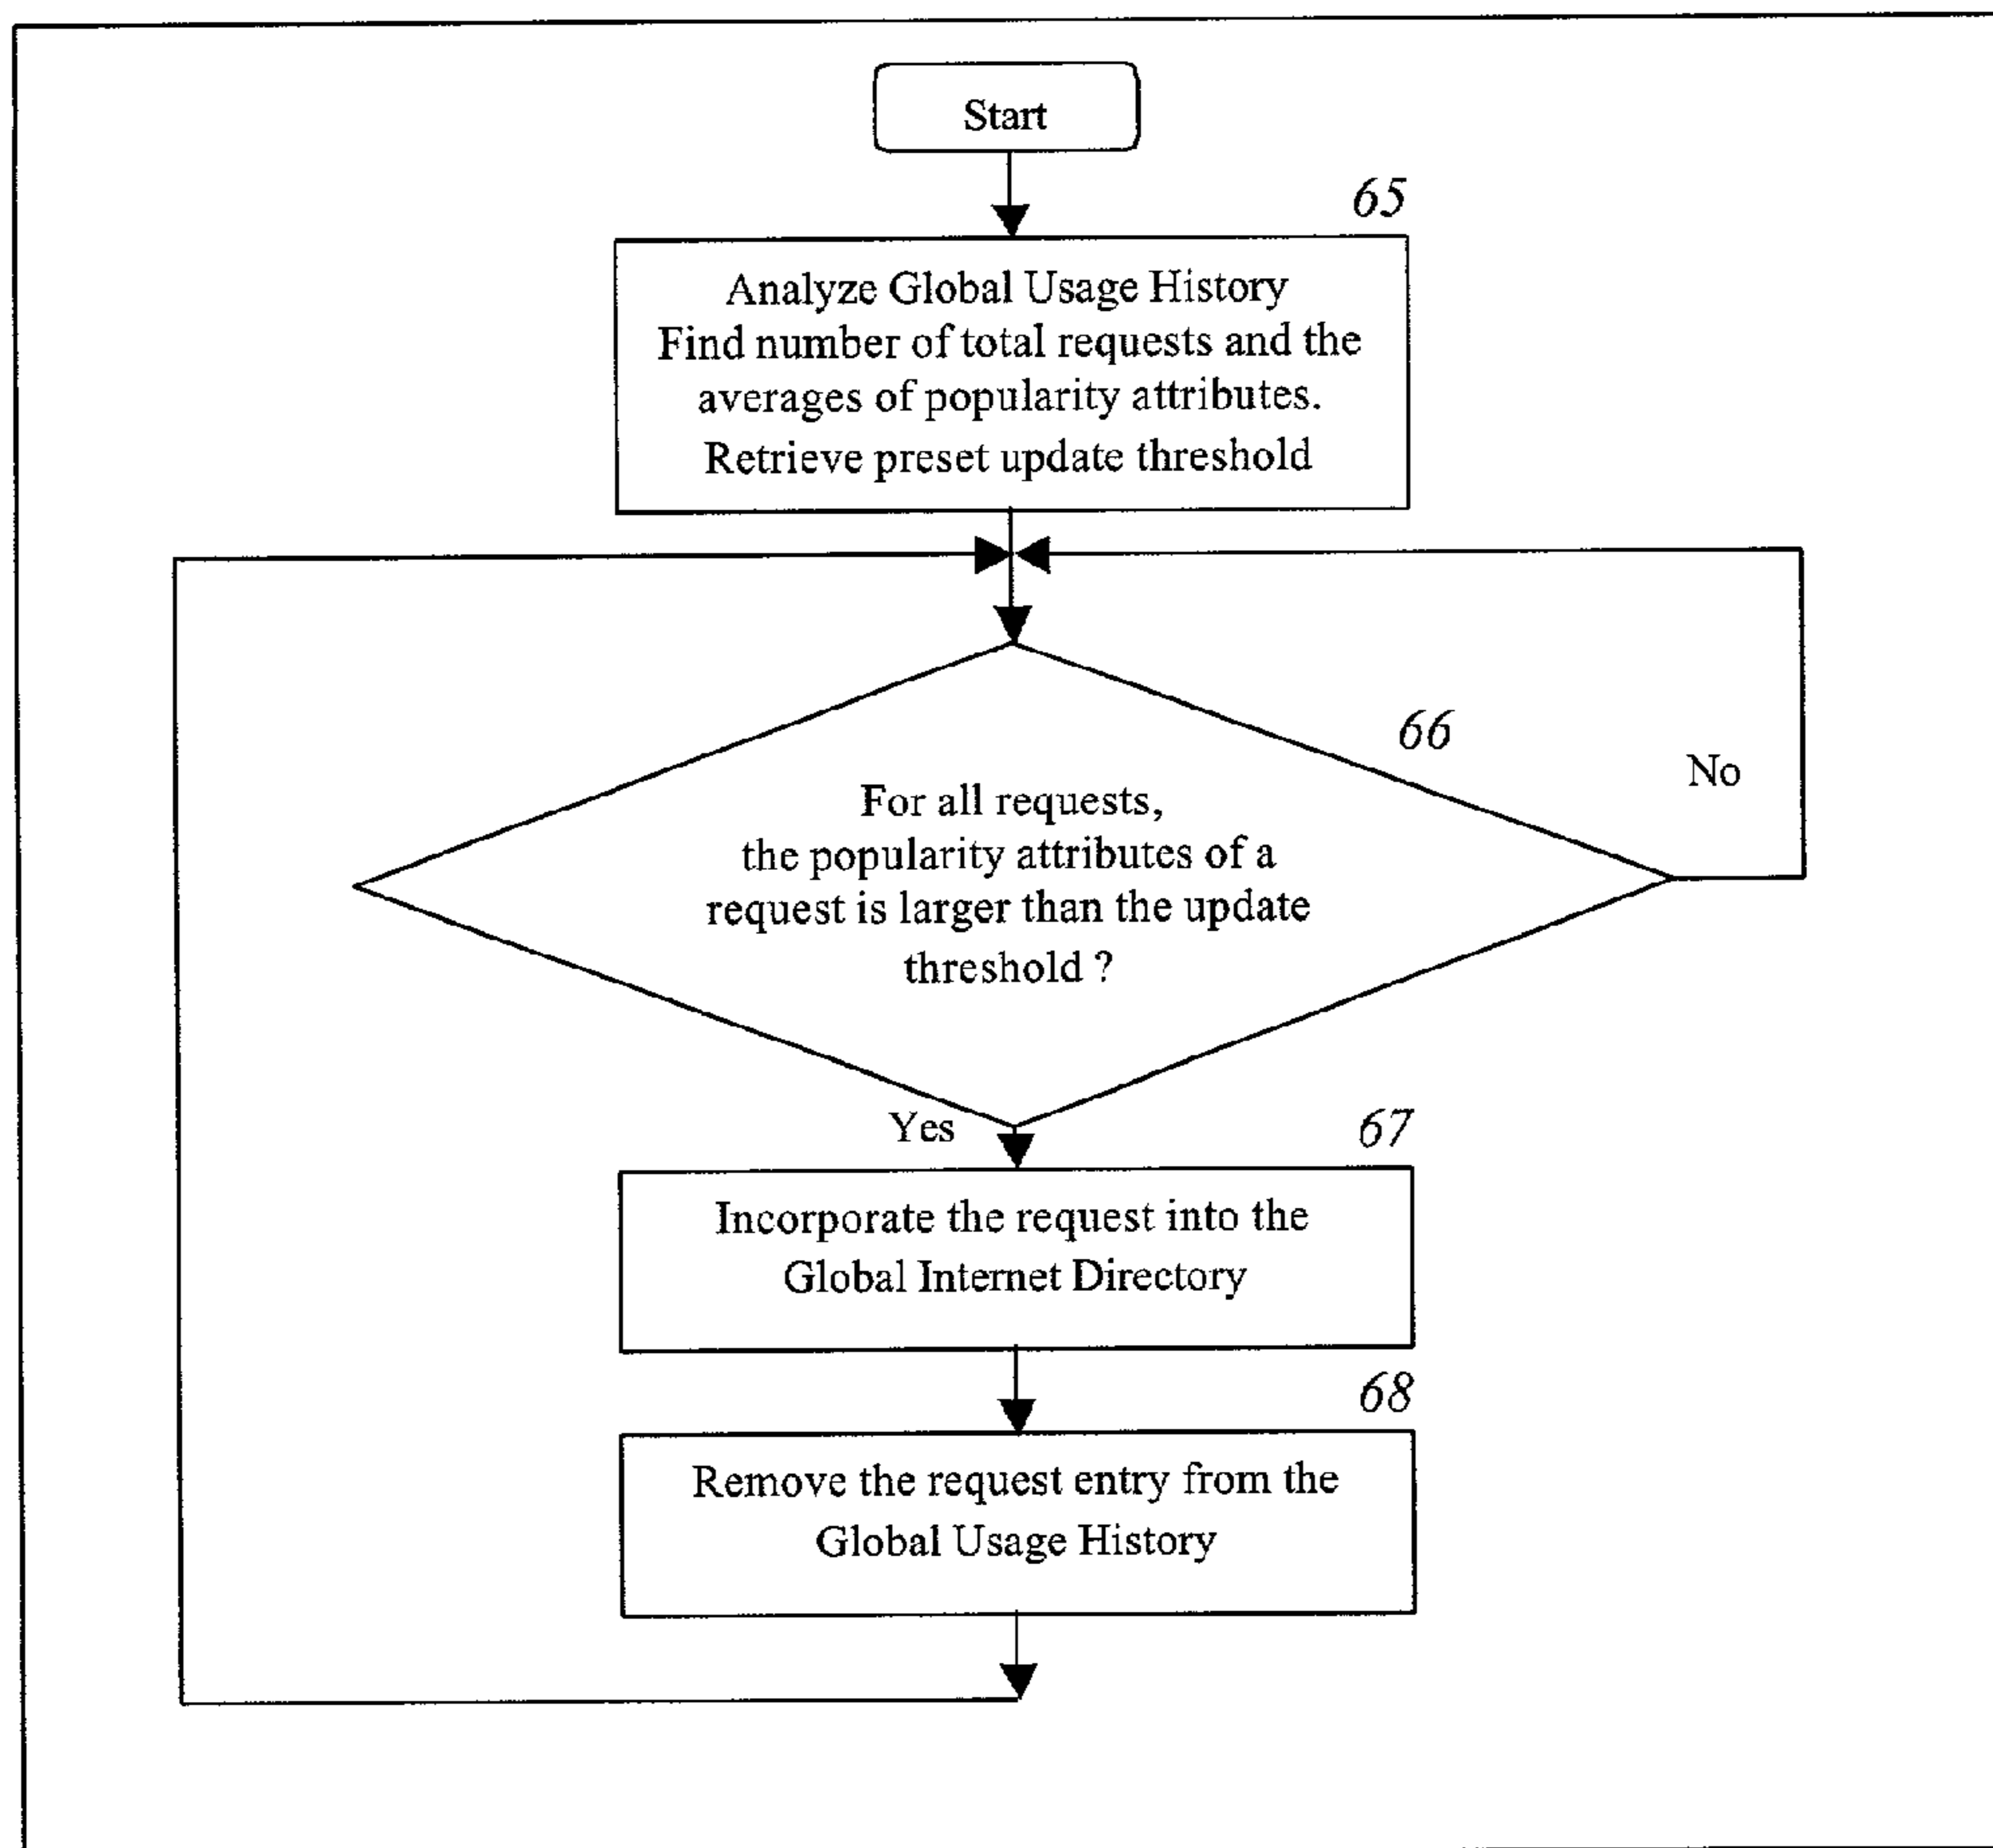 Start
65
Analyze Global Usage History
Find number of total requests and the
averages of popularity attributes.
Retrieve preset update threshold
66
No
For all requests,
the popularity attributes of a
request is larger than the update
threshold ?
Yes
67
Incorporate the request into the
Global Internet Directory
68
Remove the request entry from the
Global Usage History